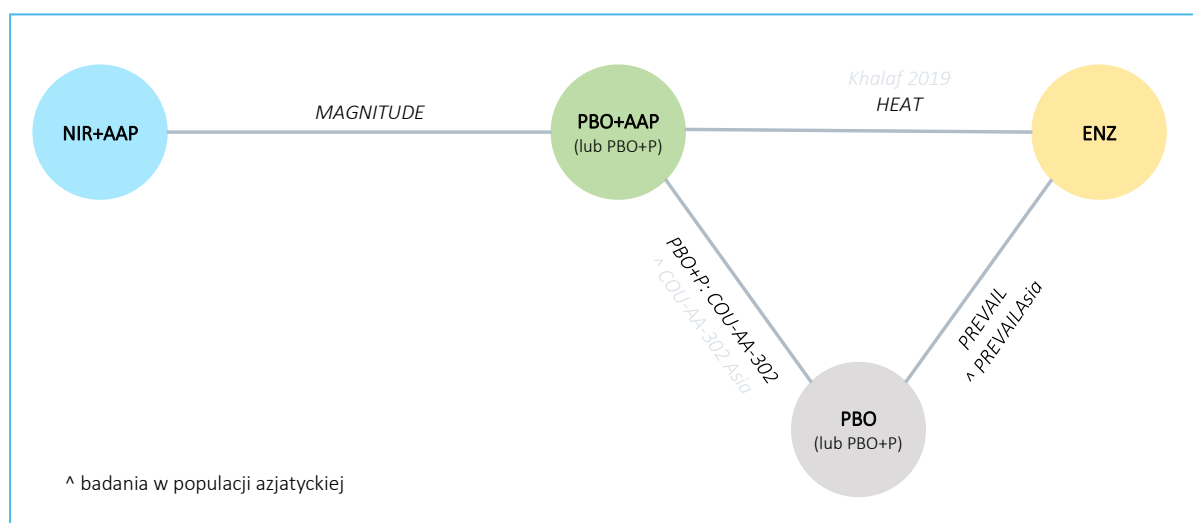 NIR+AAP
MAGNITUDE
PBO+AAP
(lub PBO+P)
Khalaf 2019
HEAT
ENZ
PBO+P: COU-AA-302
^ COU-AA-302 Asia
PREVAIL
^ PREVAILAsia
PBO
(lub PBO+P)
^ badania w populacji azjatyckiej